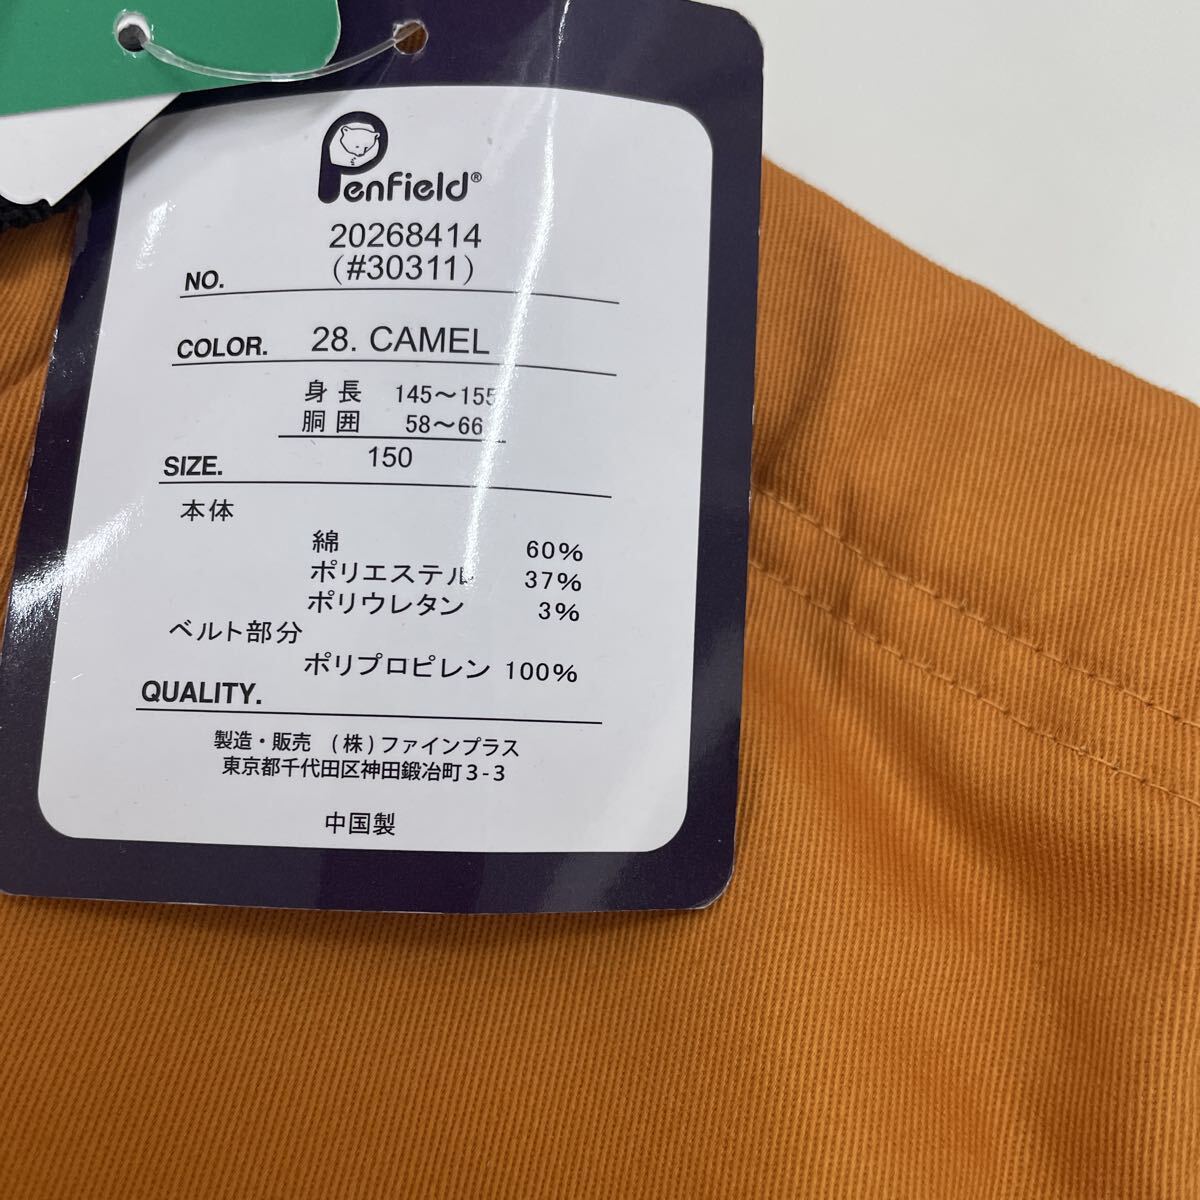 Penfield®
20268414
NO. (#30311)
COLOR. 28. CAMEL
身長 145～155
胴囲 58～66
SIZE. 150
本体
綿 60%
ポリエステル 37%
ポリウレタン 3%
ベルト部分
ポリプロピレン 100%
QUALITY.
製造・販売 (株)ファインプラス
東京都千代田区神田鍛冶町3-3
中国製